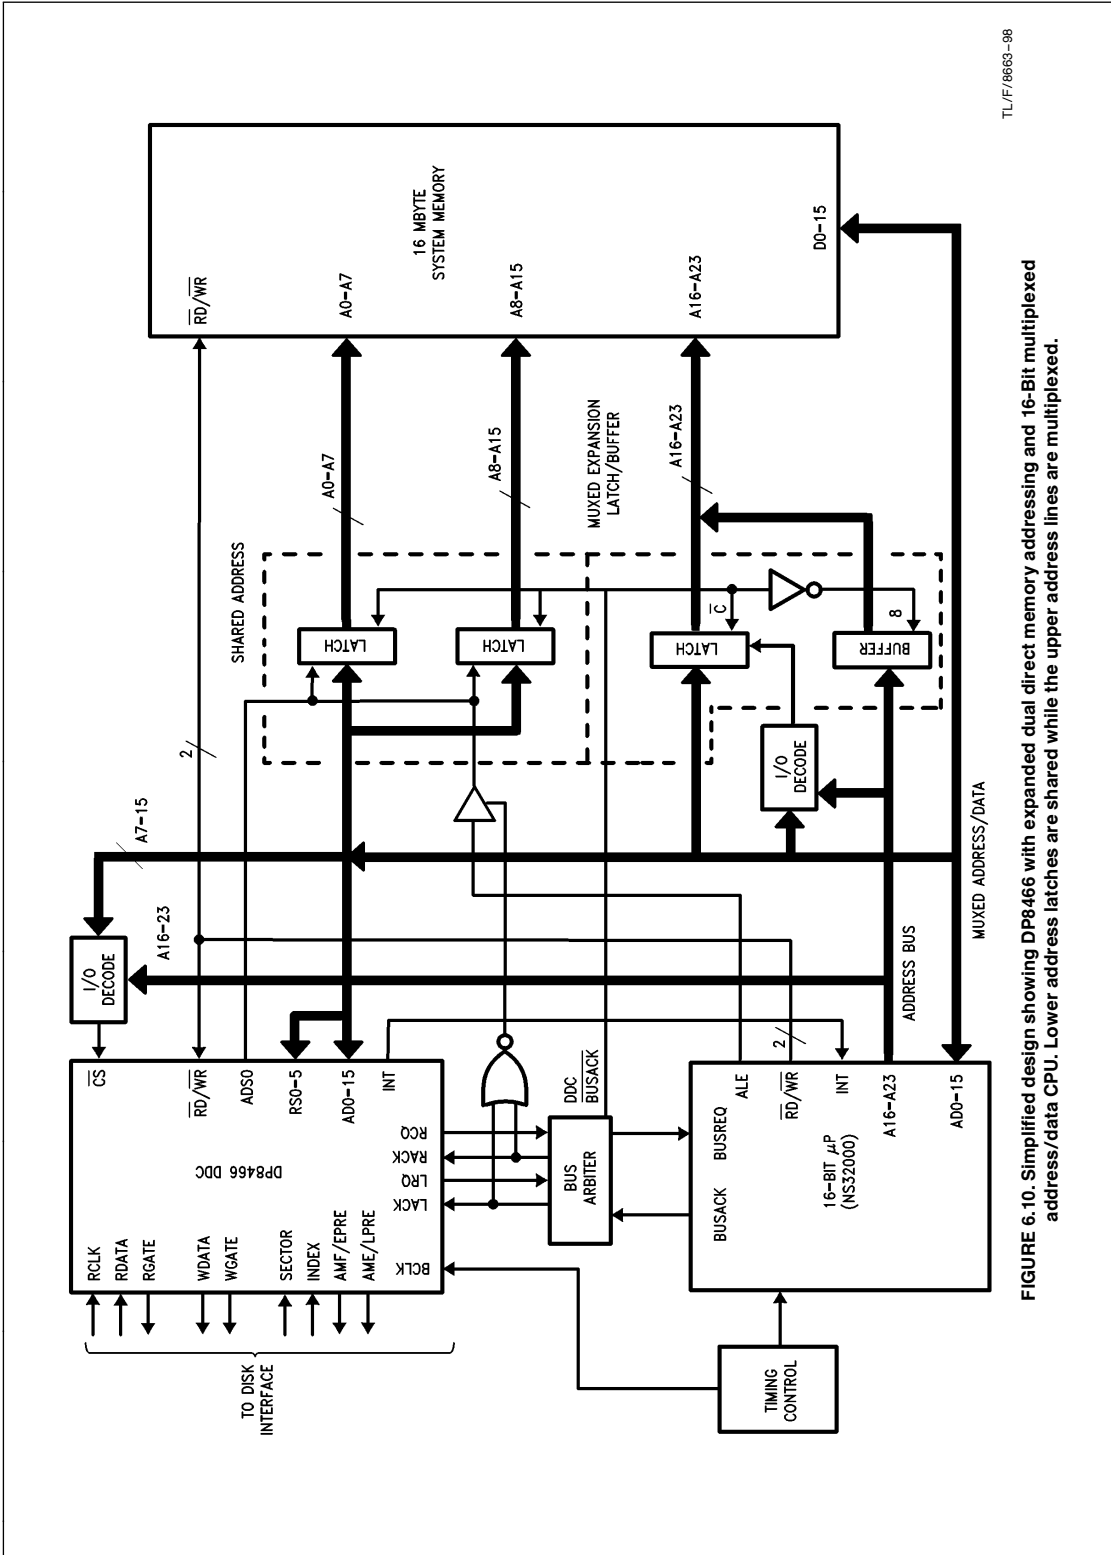 TL/F/8663–98
16 MBYTE
SYSTEM MEMORY
RD/WR
A0–A7
A8–A15
A16–A23
D0–15
A0–A7
A8–A15
A16–A23
SHARED ADDRESS
MUXED EXPANSION
LATCH/BUFFER
LATCH
LATCH
LATCH
C
BUFFER
8
2
A7–15
A16–23
I/O
DECODE
I/O
DECODE
MUXED ADDRESS/DATA
ADDRESS BUS
CS
RD/WR
ADS0
RS0–5
AD0–15
INT
DP8466 DDC
RCQ
RACK
LRQ
LACK
BCLK
RCLK
RDATA
RGATE
WDATA
WGATE
SECTOR
INDEX
AMF/EPRE
AME/LPRE
TO DISK
INTERFACE
DDC
BUSACK
BUS
ARBITER
BUSREQ
BUSACK
ALE
RD/WR
2
INT
A16–A23
AD0–15
16–BIT μP
(NS32000)
TIMING
CONTROL
FIGURE 6.10. Simplified design showing DP8466 with expanded dual direct memory addressing and 16-Bit multiplexed
address/data CPU. Lower address latches are shared while the upper address lines are multiplexed.